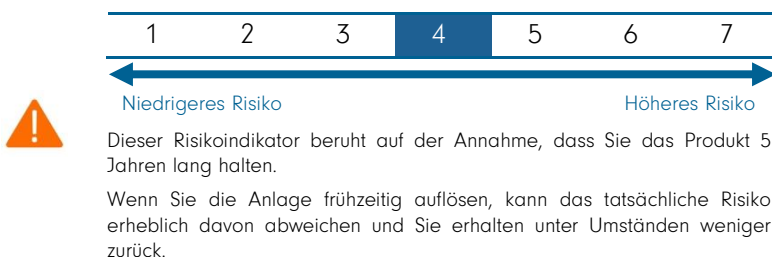 1 2 3 4 5 6 7
Niedrigeres Risiko Höheres Risiko
Dieser Risikoindikator beruht auf der Annahme, dass Sie das Produkt 5
Jahren lang halten.
Wenn Sie die Anlage frühzeitig auflösen, kann das tatsächliche Risiko
erheblich davon abweichen und Sie erhalten unter Umständen weniger
zurück.